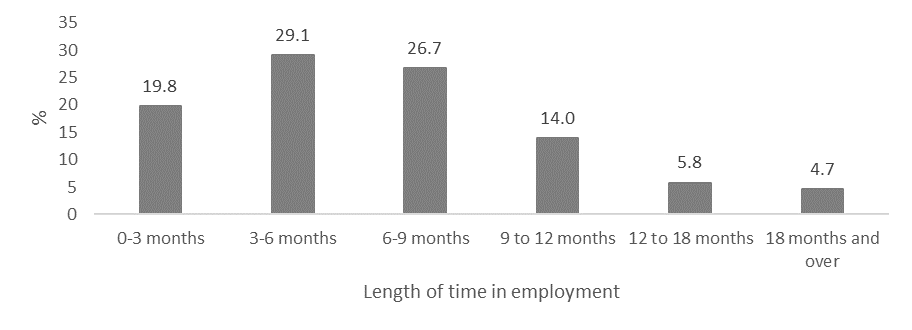 35
30
25
20
15
10
5
0
%
19.8
29.1
26.7
14.0
5.8
4.7
0-3 months
3-6 months
6-9 months
9 to 12 months
12 to 18 months
18 months and
over
Length of time in employment